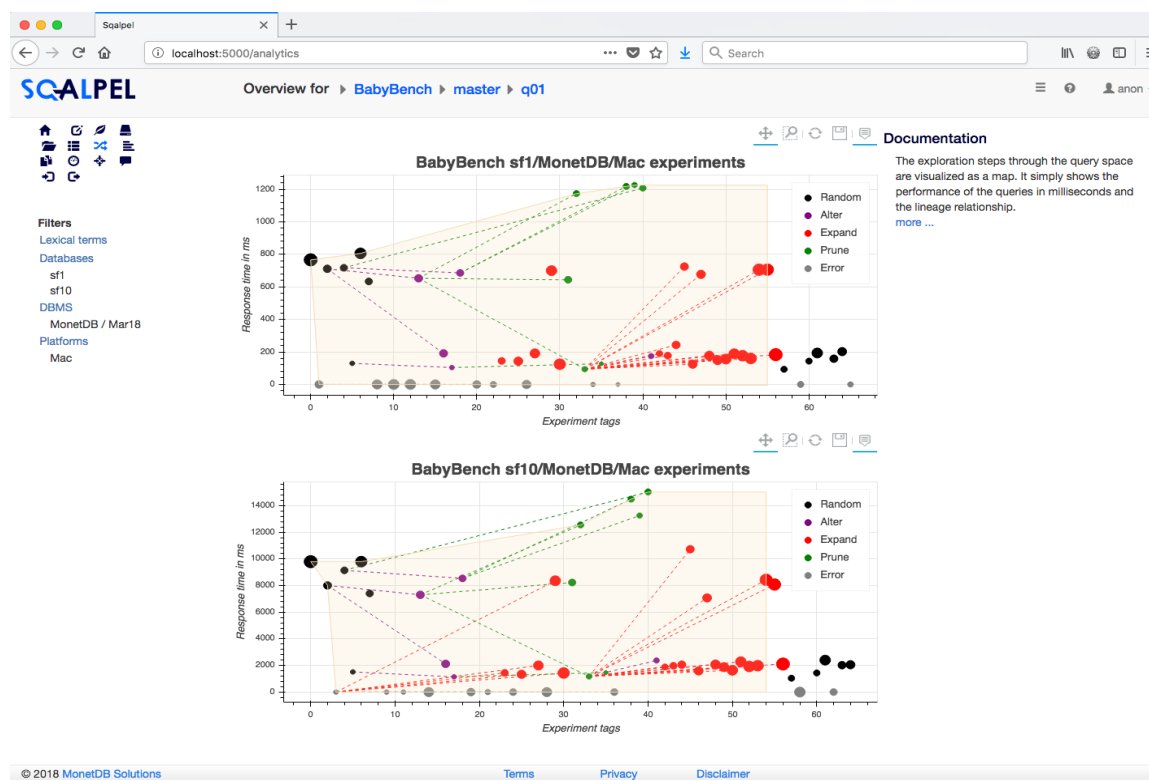 Sqalpel
localhost:5000/analytics
Search
SQALPEL
Overview for BabyBench master q01
anon
Filters
Lexical terms
Databases
sf1
sf10
DBMS
MonetDB / Mar18
Platforms
Mac
BabyBench sf1/MonetDB/Mac experiments
Response time in ms
1200
1000
800
600
400
200
0
0 10 20 30 40 50 60
Experiment tags
Random
Alter
Expand
Prune
Error
BabyBench sf10/MonetDB/Mac experiments
Response time in ms
14000
12000
10000
8000
6000
4000
2000
0
0 10 20 30 40 50 60
Experiment tags
Random
Alter
Expand
Prune
Error
Documentation
The exploration steps through the query space
are visualized as a map. It simply shows the
performance of the queries in milliseconds and
the lineage relationship.
more ...
© 2018 MonetDB Solutions
Terms Privacy Disclaimer